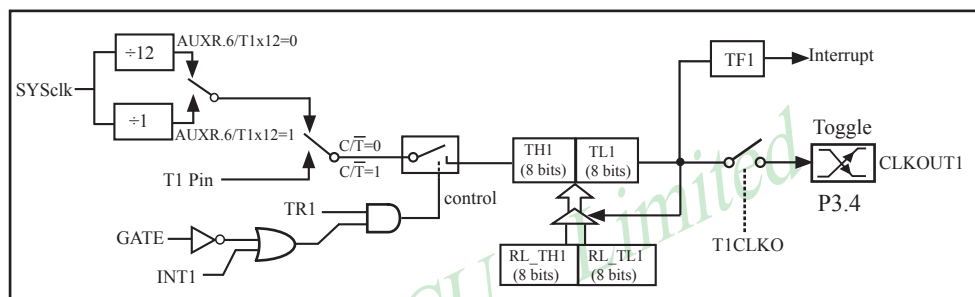 ÷12
AUXR.6/T1x12=0
SYSclk
÷1
AUXR.6/T1x12=1
T1 Pin
C/T̅=0
C/T̅=1
control
TR1
GATE
INT1
TH1
(8 bits)
TL1
(8 bits)
RL_TH1
(8 bits)
RL_TL1
(8 bits)
TF1
Interrupt
Toggle
CLKOUT1
P3.4
T1CLKO
Limited